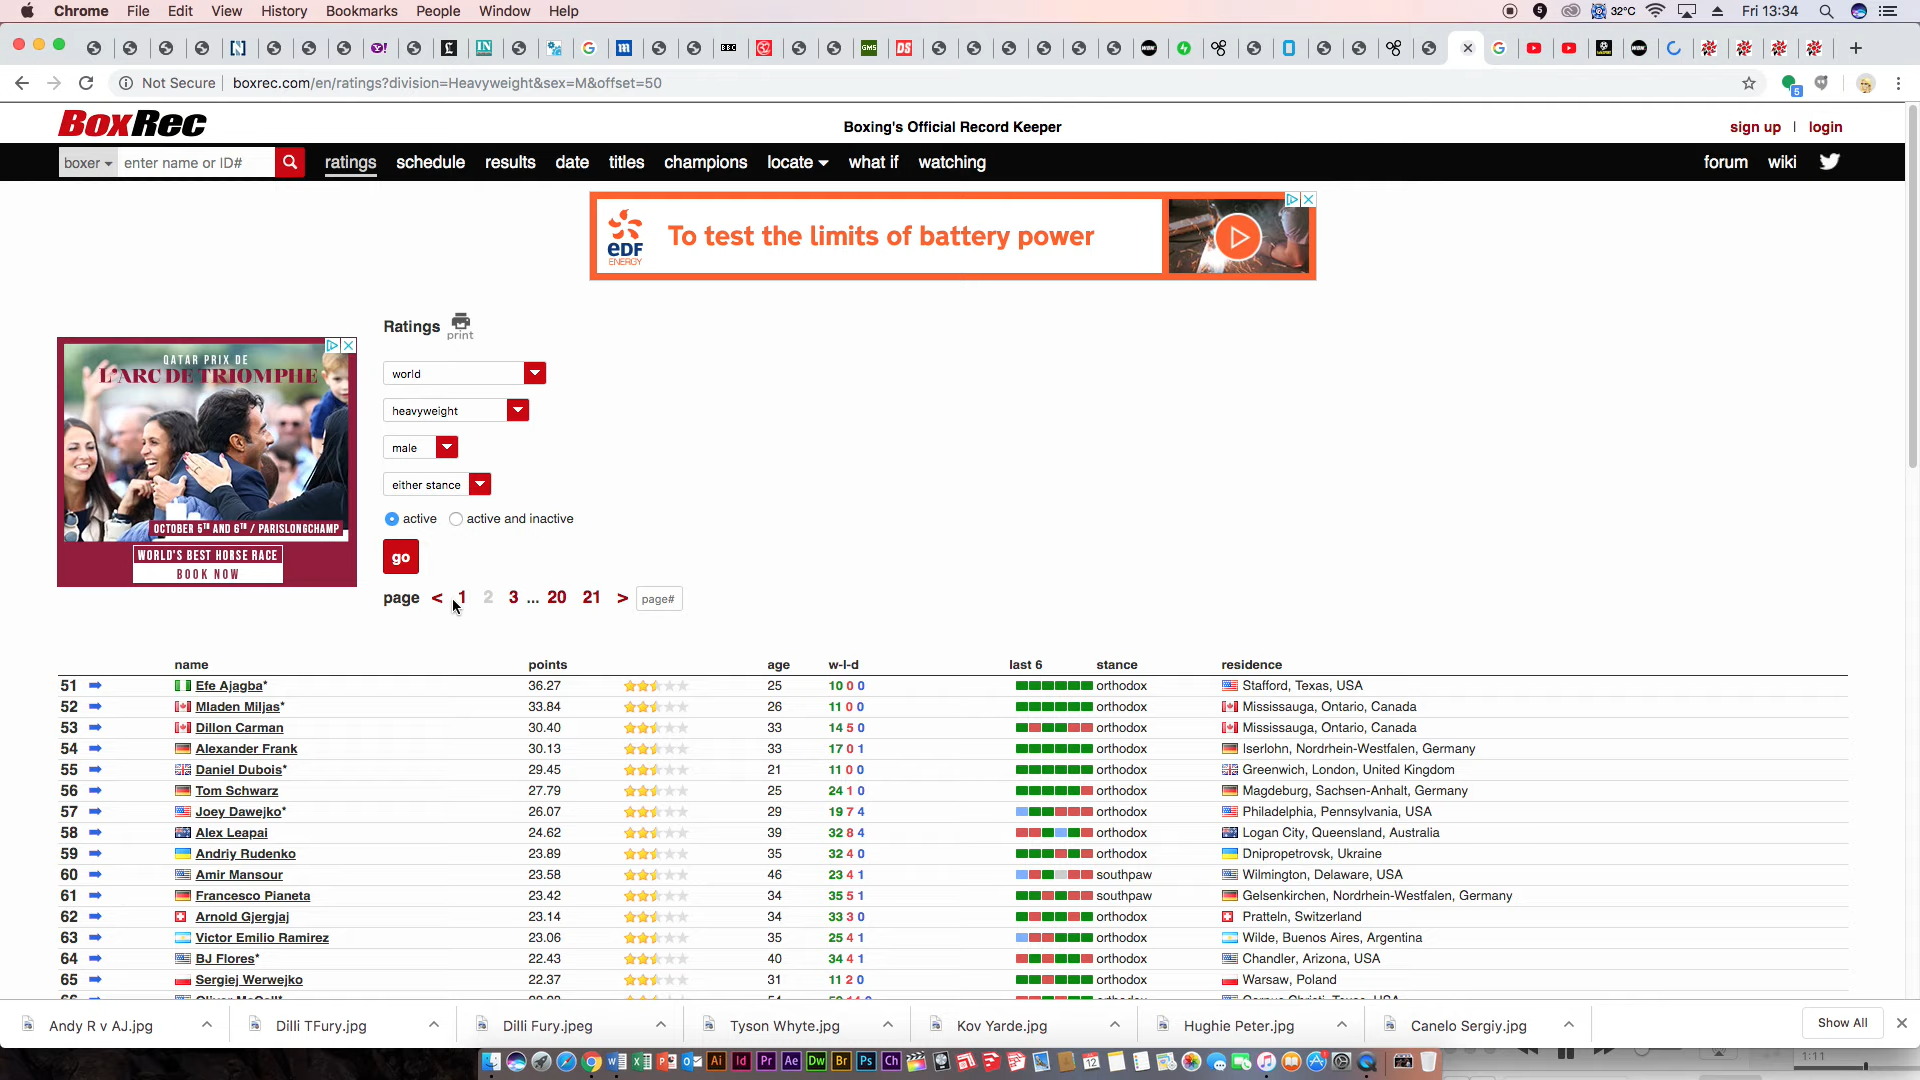 Chrome File Edit View History Bookmarks People Window Help 32°C Fri 13:34
Not Secure boxrec.com/en/ratings?division=Heavyweight&sex=M&offset=50
BoxRec
Boxing's Official Record Keeper
sign up | login
boxer enter name or ID# ratings schedule results date titles champions locate what if watching forum wiki
eDF ENERGY
To test the limits of battery power
QATAR PRIX DE L'ARC DE TRIOMPHE
OCTOBER 5TH AND 6TH / PARISLONGCHAMP
WORLD'S BEST HORSE RACE
BOOK NOW
Ratings print
world
heavyweight
male
either stance
active active and inactive
go
page < 1 2 3 ... 20 21 > page#
name points age w-l-d last 6 stance residence
51 Efe Ajagba* 36.27 25 10 0 0 orthodox Stafford, Texas, USA
52 Mladen Miljas* 33.84 26 11 0 0 orthodox Mississauga, Ontario, Canada
53 Dillon Carman 30.40 33 14 5 0 orthodox Mississauga, Ontario, Canada
54 Alexander Frank 30.13 33 17 0 1 orthodox Iserlohn, Nordrhein-Westfalen, Germany
55 Daniel Dubois* 29.45 21 11 0 0 orthodox Greenwich, London, United Kingdom
56 Tom Schwarz 27.79 25 24 1 0 orthodox Magdeburg, Sachsen-Anhalt, Germany
57 Joey Dawejko* 26.07 29 19 7 4 orthodox Philadelphia, Pennsylvania, USA
58 Alex Leapai 24.62 39 32 8 4 orthodox Logan City, Queensland, Australia
59 Andriy Rudenko 23.89 35 32 4 0 orthodox Dnipropetrovsk, Ukraine
60 Amir Mansour 23.58 46 23 4 1 southpaw Wilmington, Delaware, USA
61 Francesco Pianeta 23.42 34 35 5 1 southpaw Gelsenkirchen, Nordrhein-Westfalen, Germany
62 Arnold Gjergjaj 23.14 34 33 3 0 orthodox Pratteln, Switzerland
63 Victor Emilio Ramirez 23.06 35 25 4 1 orthodox Wilde, Buenos Aires, Argentina
64 BJ Flores* 22.43 40 34 4 1 orthodox Chandler, Arizona, USA
65 Sergiej Werwejko 22.37 31 11 2 0 orthodox Warsaw, Poland
Andy R v AJ.jpg Dilli TFury.jpg Dilli Fury.jpeg Tyson Whyte.jpg Kov Yarde.jpg Hughie Peter.jpg Canelo Sergiy.jpg Show All
1:11